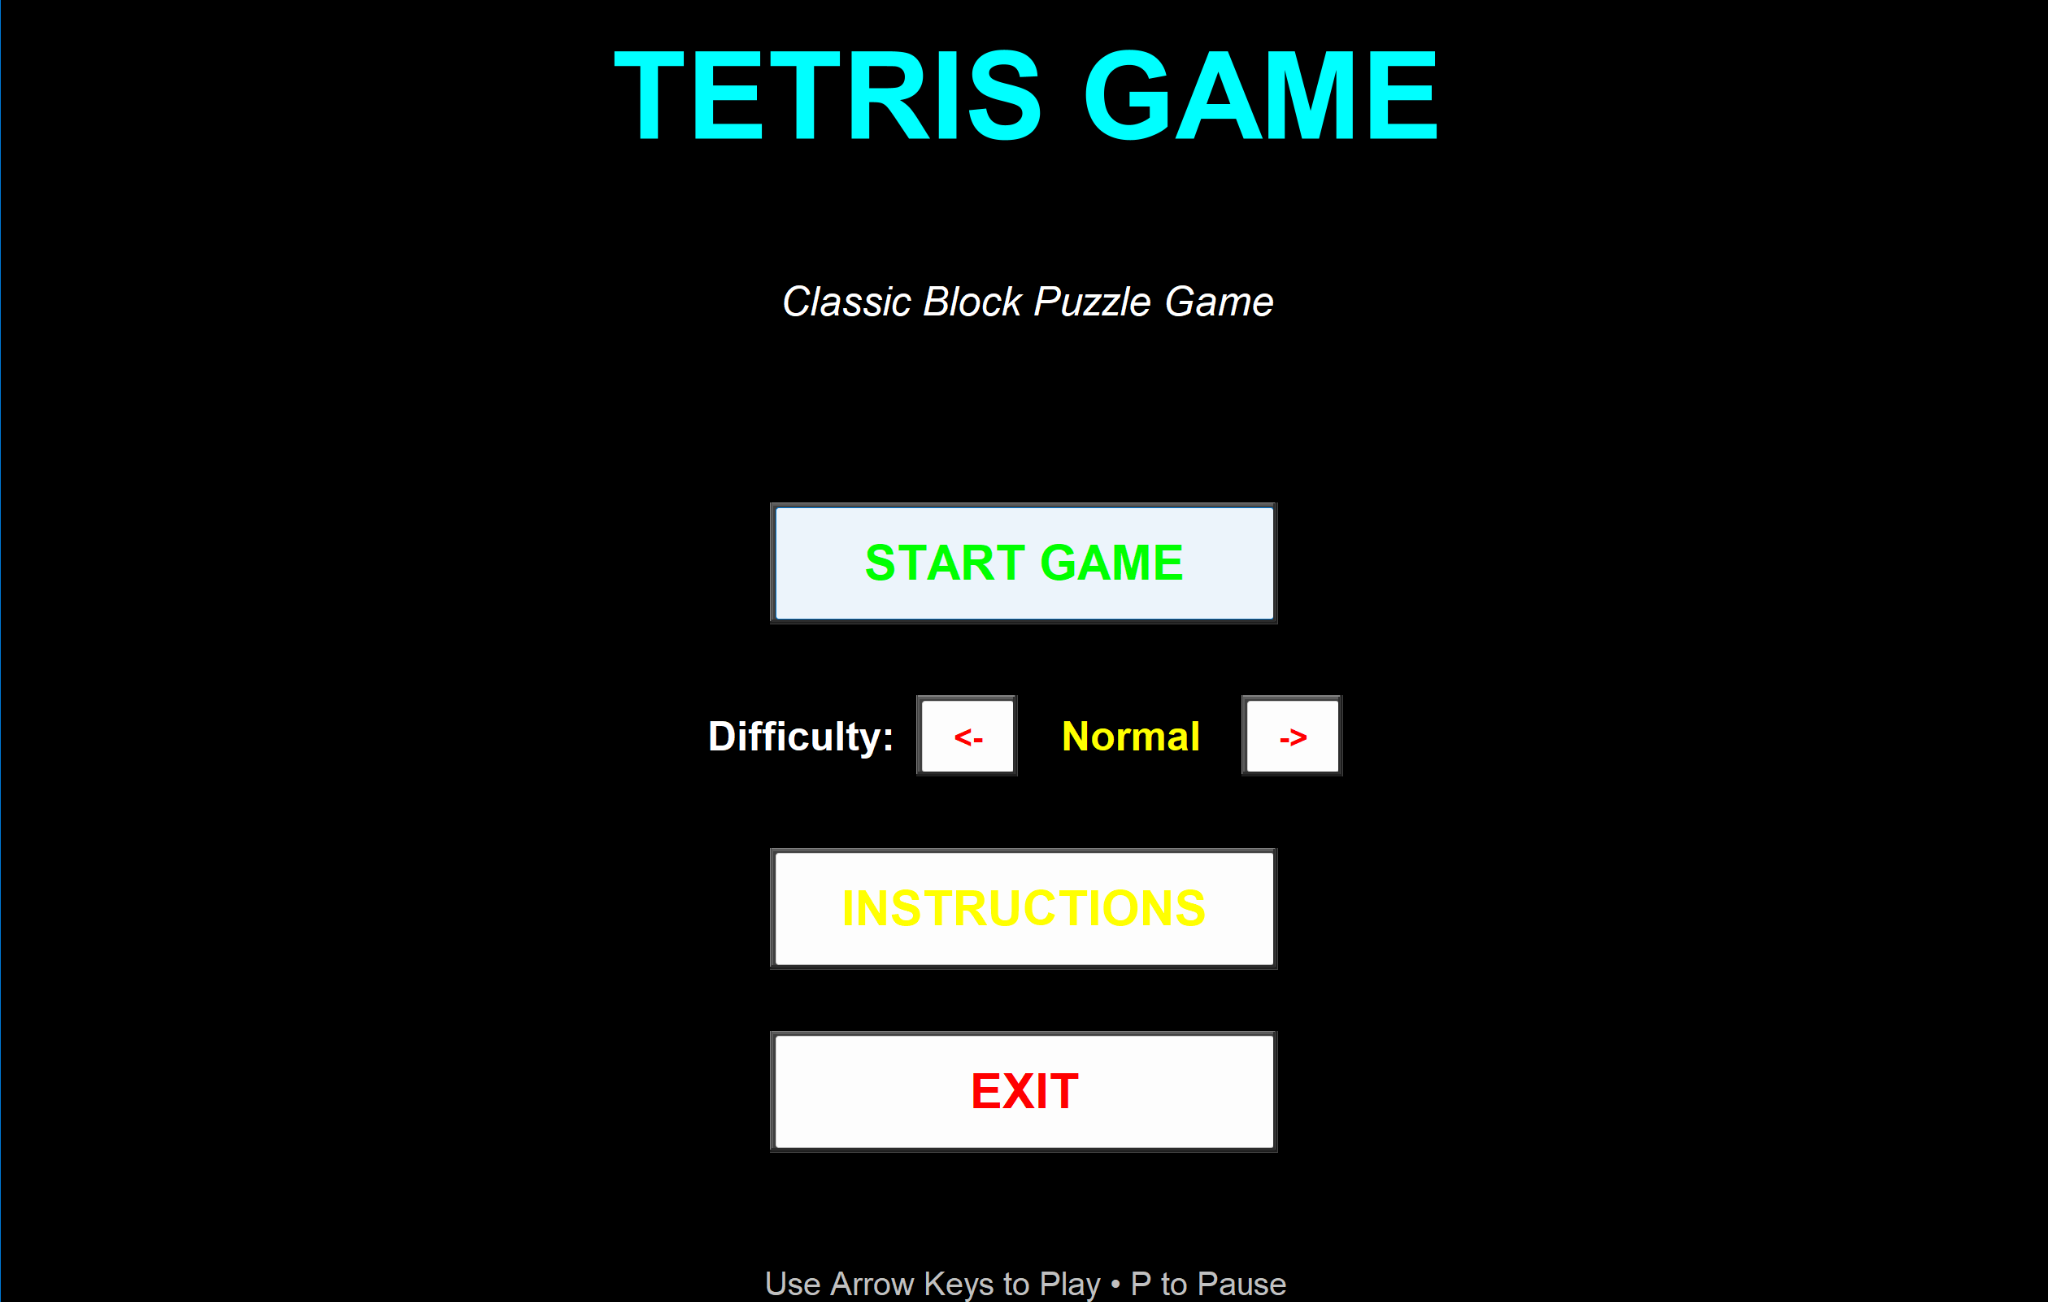 TETRIS GAME
Classic Block Puzzle Game
START GAME
Difficulty: <- Normal ->
INSTRUCTIONS
EXIT
Use Arrow Keys to Play • P to Pause